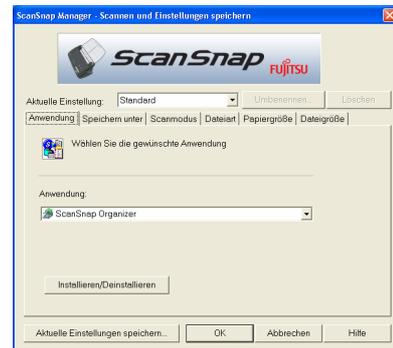 ScanSnap Manager - Scannen und Einstellungen speichern
ScanSnap
FUJITSU
Aktuelle Einstellung: Standard Umbenennen... Löschen
Anwendung Speichern unter Scanmodus Dateiart Papiergröße Dateigröße
Wählen Sie die gewünschte Anwendung
Anwendung:
ScanSnap Organizer
Installieren/Deinstallieren
Aktuelle Einstellungen speichern... OK Abbrechen Hilfe